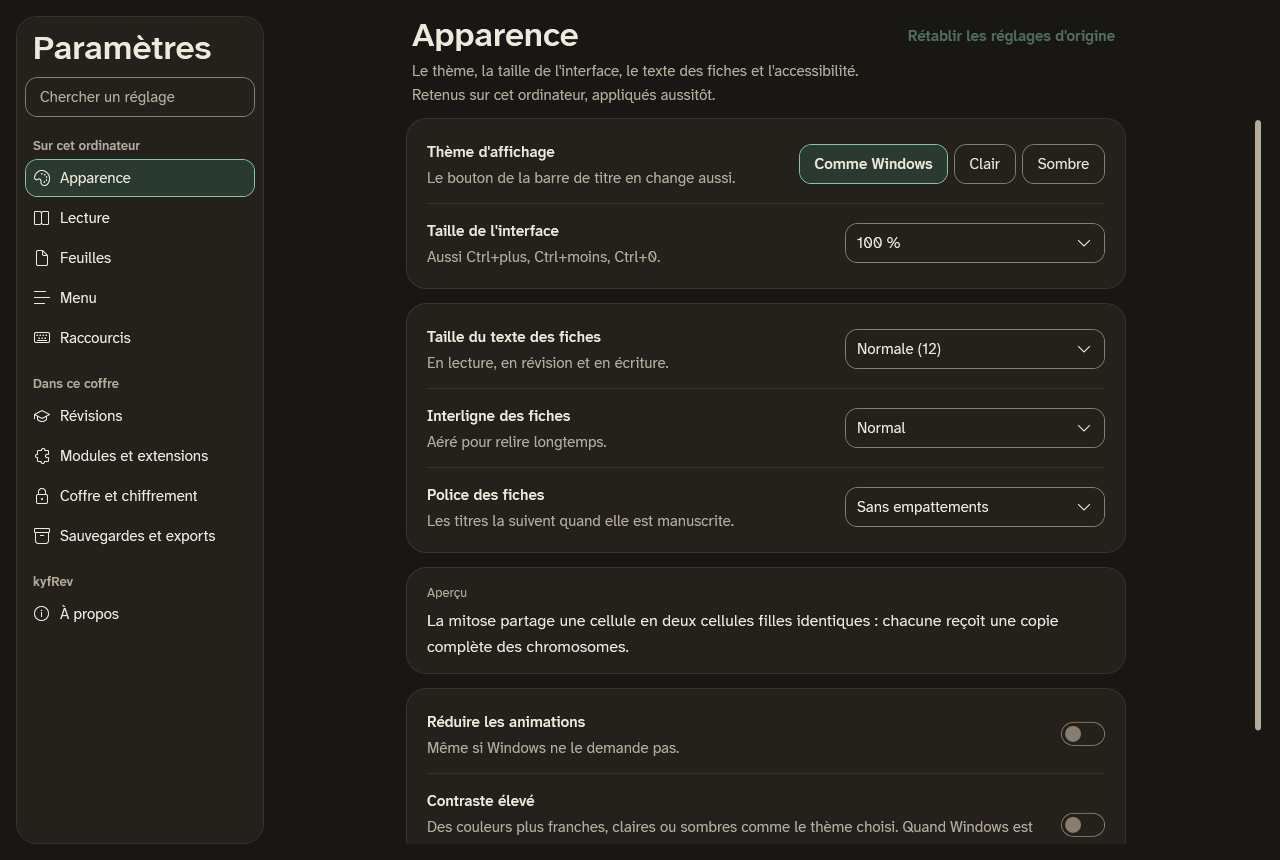 Paramètres
Chercher un réglage
Sur cet ordinateur
Apparence
Lecture
Feuilles
Menu
Raccourcis
Dans ce coffre
Révisions
Modules et extensions
Coffre et chiffrement
Sauvegardes et exports
kyfRev
À propos
Apparence
Rétablir les réglages d'origine
Le thème, la taille de l'interface, le texte des fiches et l'accessibilité.
Retenus sur cet ordinateur, appliqués aussitôt.
Thème d'affichage
Le bouton de la barre de titre en change aussi.
Comme Windows
Clair
Sombre
Taille de l'interface
Aussi Ctrl+plus, Ctrl+moins, Ctrl+0.
100 %
Taille du texte des fiches
En lecture, en révision et en écriture.
Normale (12)
Interligne des fiches
Aéré pour relire longtemps.
Normal
Police des fiches
Les titres la suivent quand elle est manuscrite.
Sans empattements
Aperçu
La mitose partage une cellule en deux cellules filles identiques : chacune reçoit une copie
complète des chromosomes.
Réduire les animations
Même si Windows ne le demande pas.
Contraste élevé
Des couleurs plus franches, claires ou sombres comme le thème choisi. Quand Windows est